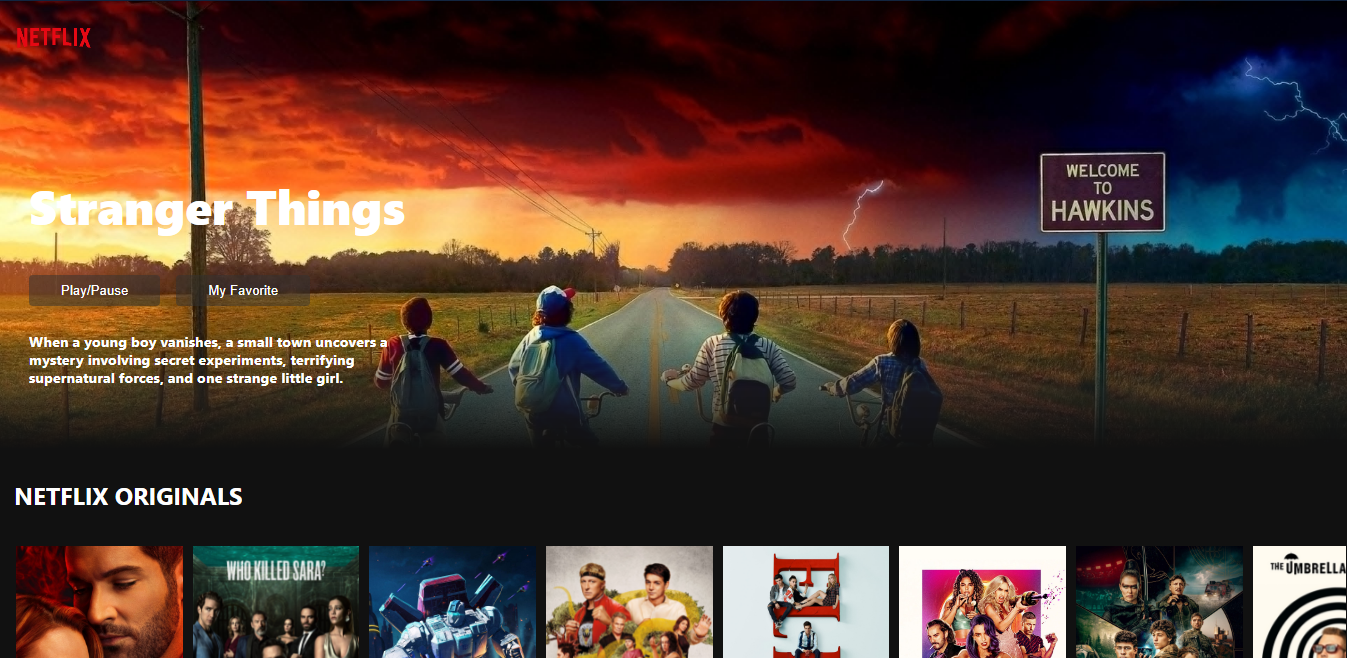 NETFLIX
WELCOME
TO
HAWKINS
Stranger Things
Play/Pause
My Favorite
When a young boy vanishes, a small town uncovers a
mystery involving secret experiments, terrifying
supernatural forces, and one strange little girl.
NETFLIX ORIGINALS
WHO KILLED SARA?
THE UMBRELLA